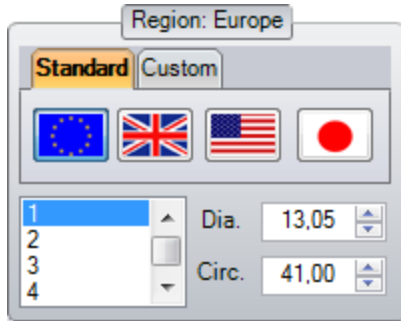 Region: Europe
Standard Custom
1
2
3
4
Dia. 13,05
Circ. 41,00